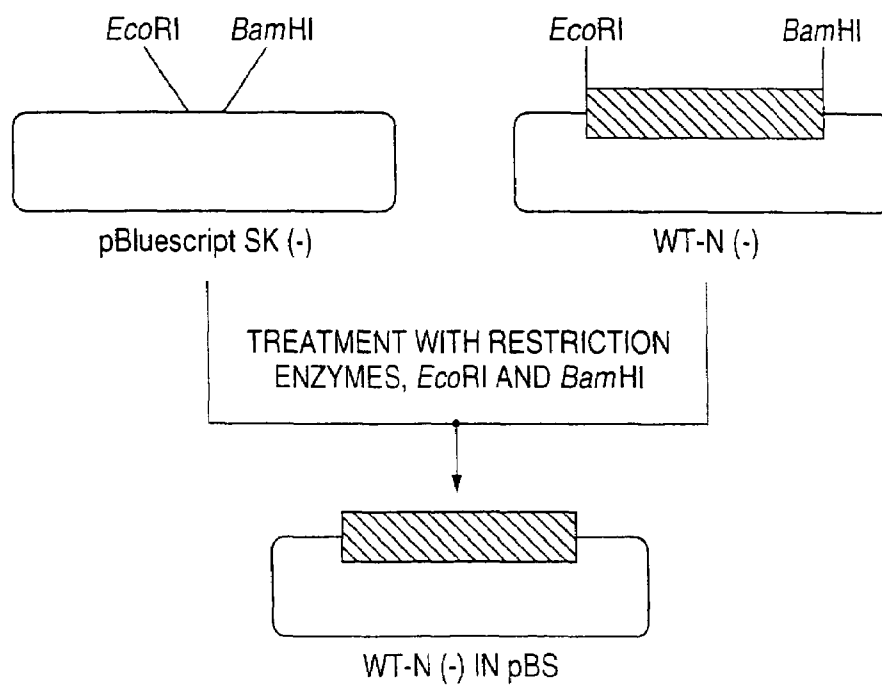 EcoRI BamHI
EcoRI BamHI
pBluescript SK (-)
WT-N (-)
TREATMENT WITH RESTRICTION
ENZYMES, EcoRI AND BamHI
WT-N (-) IN pBS